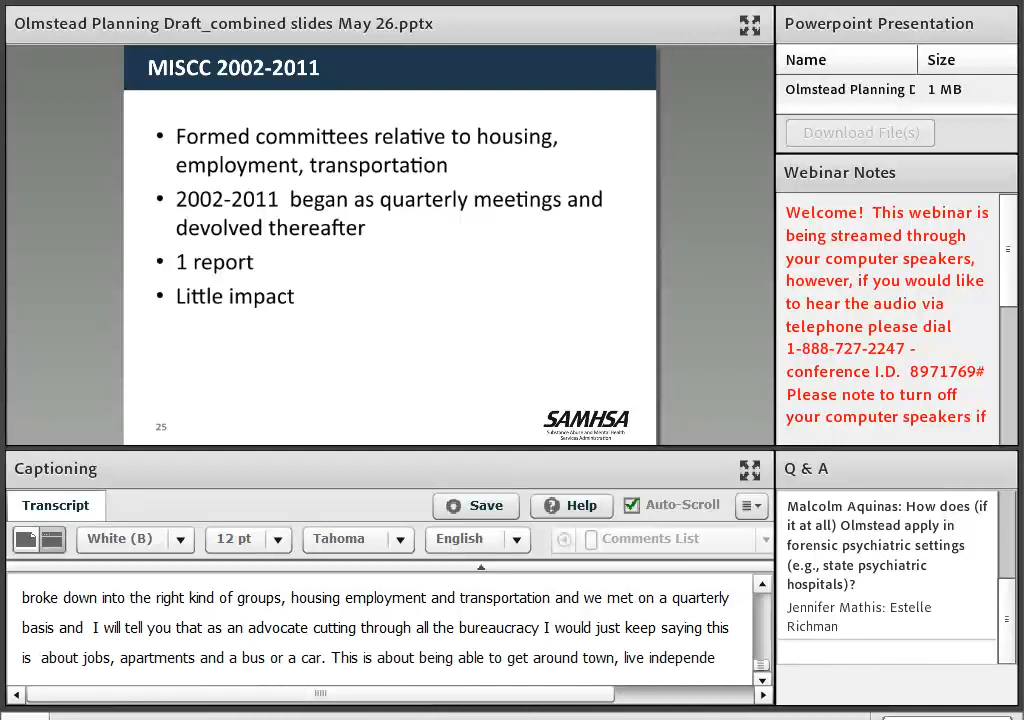 Olmstead Planning Draft_combined slides May 26.pptx
MISCC 2002-2011
• Formed committees relative to housing,
employment, transportation
• 2002-2011 began as quarterly meetings and
devolved thereafter
• 1 report
• Little impact
25
SAMHSA
Substance Abuse and Mental Health
Services Administration
Powerpoint Presentation
Name Size
Olmstead Planning D 1 MB
Download File(s)
Webinar Notes
Welcome! This webinar is
being streamed through
your computer speakers,
however, if you would like
to hear the audio via
telephone please dial
1-888-727-2247 -
conference I.D. 8971769#
Please note to turn off
your computer speakers if
Captioning
Transcript
Save
Help
Auto-Scroll
White (B)
12 pt
Tahoma
English
Comments List
broke down into the right kind of groups, housing employment and transportation and we met on a quarterly
basis and I will tell you that as an advocate cutting through all the bureaucracy I would just keep saying this
is about jobs, apartments and a bus or a car. This is about being able to get around town, live independe
Q & A
Malcolm Aquinas: How does (if
it at all) Olmstead apply in
forensic psychiatric settings
(e.g., state psychiatric
hospitals)?
Jennifer Mathis: Estelle
Richman